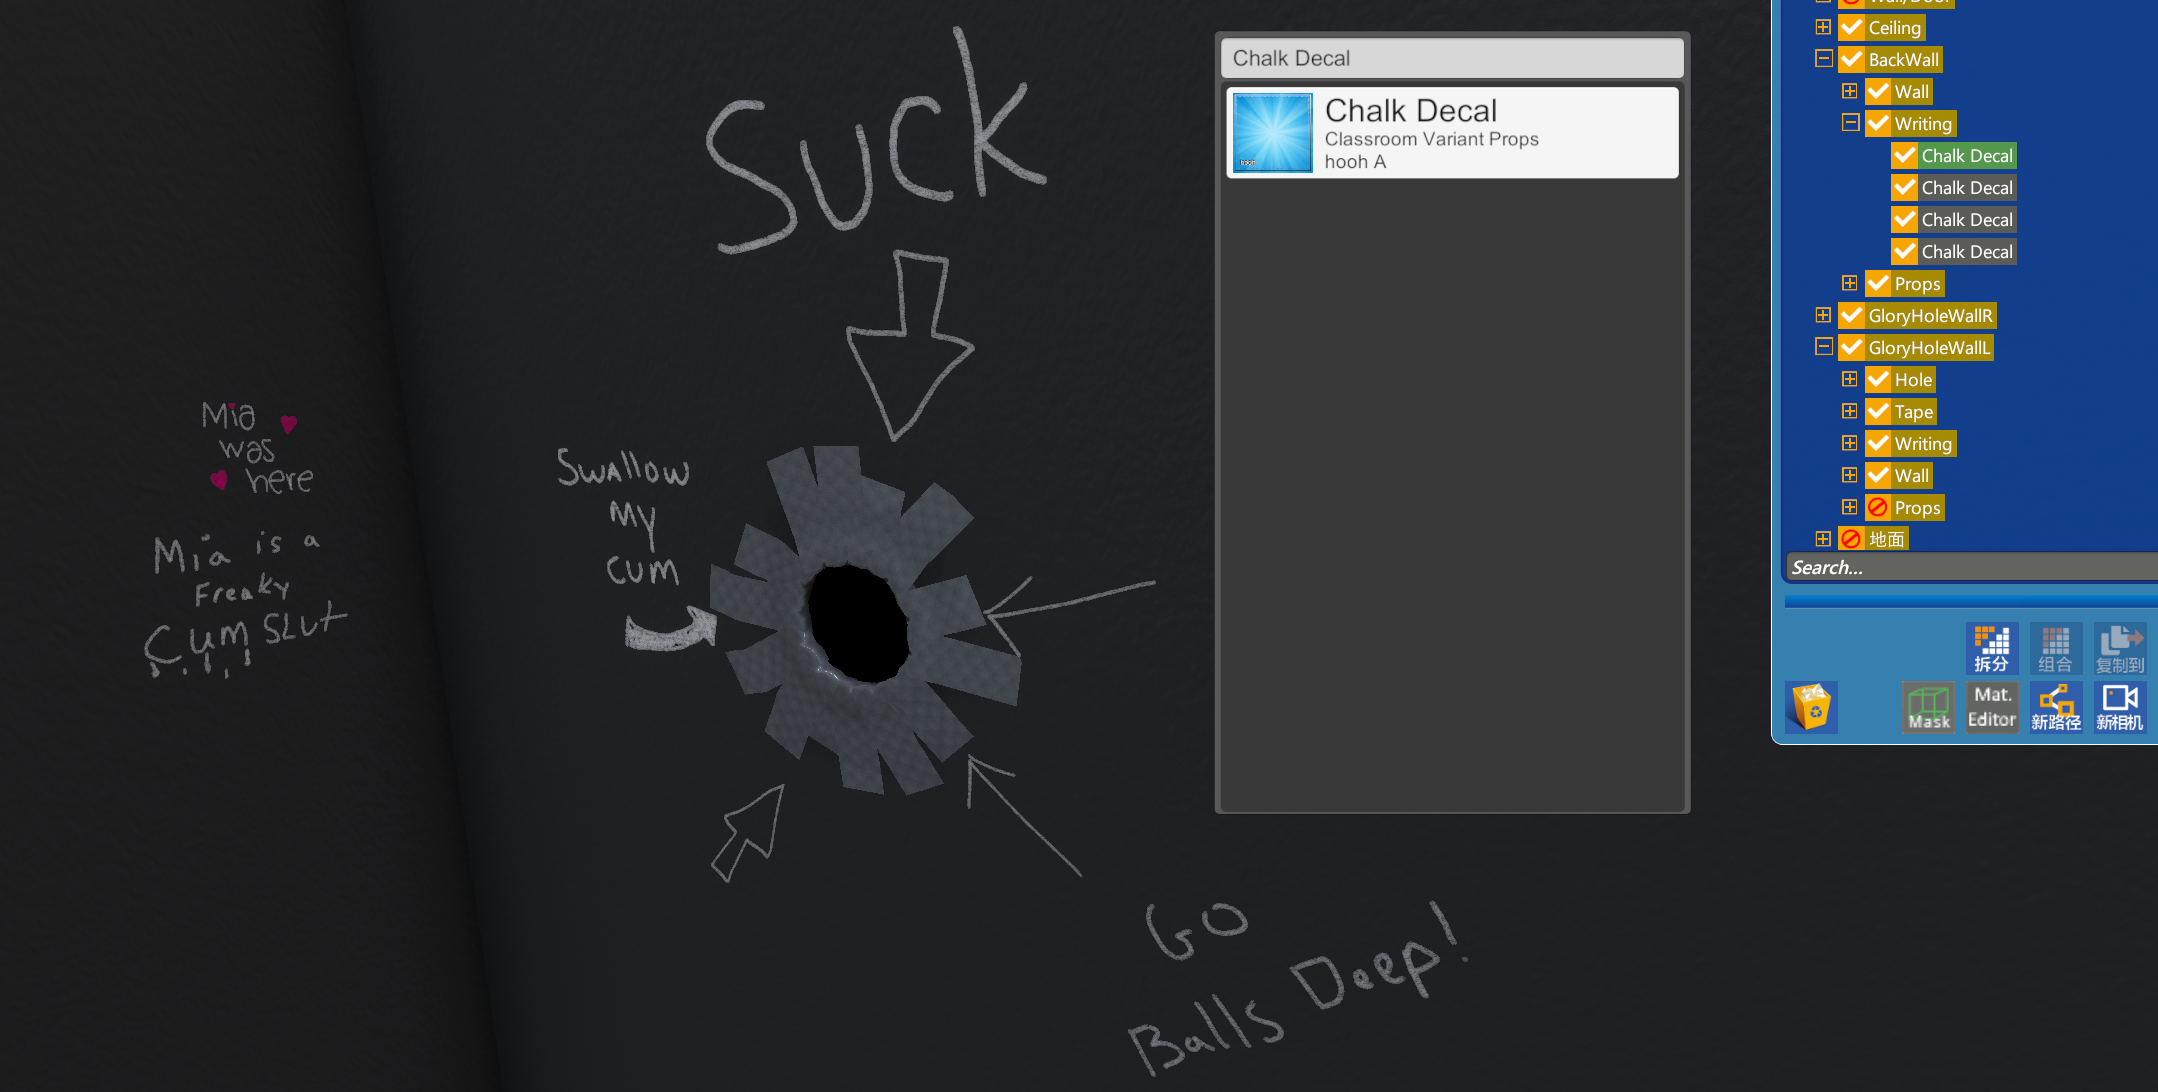 SUCK
Mia
was
here
Mia is a
Freaky
Cum SLut
SWALLOW
MY
CUM
GO
Balls Deep!
Chalk Decal
Chalk Decal
Classroom Variant Props
hooh A
Ceiling
BackWall
Wall
Writing
Chalk Decal
Chalk Decal
Chalk Decal
Chalk Decal
Props
GloryHoleWallR
GloryHoleWallL
Hole
Tape
Writing
Wall
Props
地面
Search...
拆分
组合
复制到
Mask
Mat.
Editor
新路径
新相机